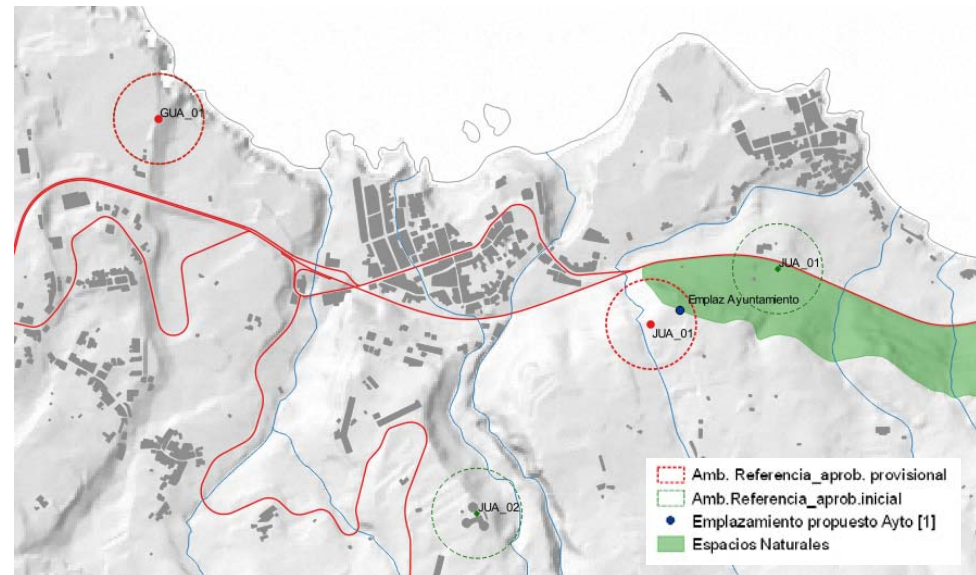 GUA_01
JUA_01
Emplaz Ayuntamiento
JUA_01
JUA_02
Amb. Referencia_aprob. provisional
Amb.Referencia_aprob.inicial
Emplazamiento propuesto Ayto [1]
Espacios Naturales